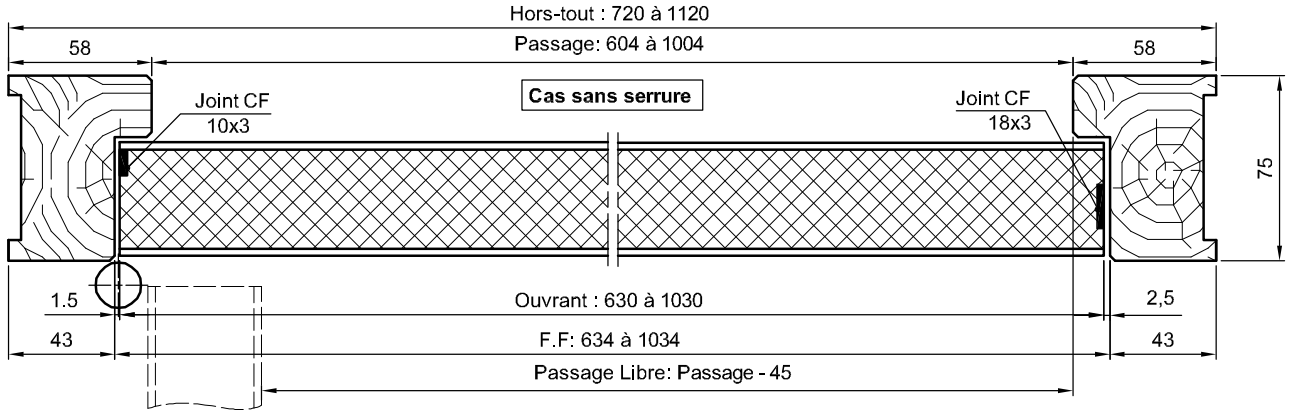 Hors-tout : 720 à 1120
58
Passage: 604 à 1004
58
Cas sans serrure
Joint CF
10x3
Joint CF
18x3
75
1.5
Ouvrant : 630 à 1030
2,5
43
F.F: 634 à 1034
43
Passage Libre: Passage - 45